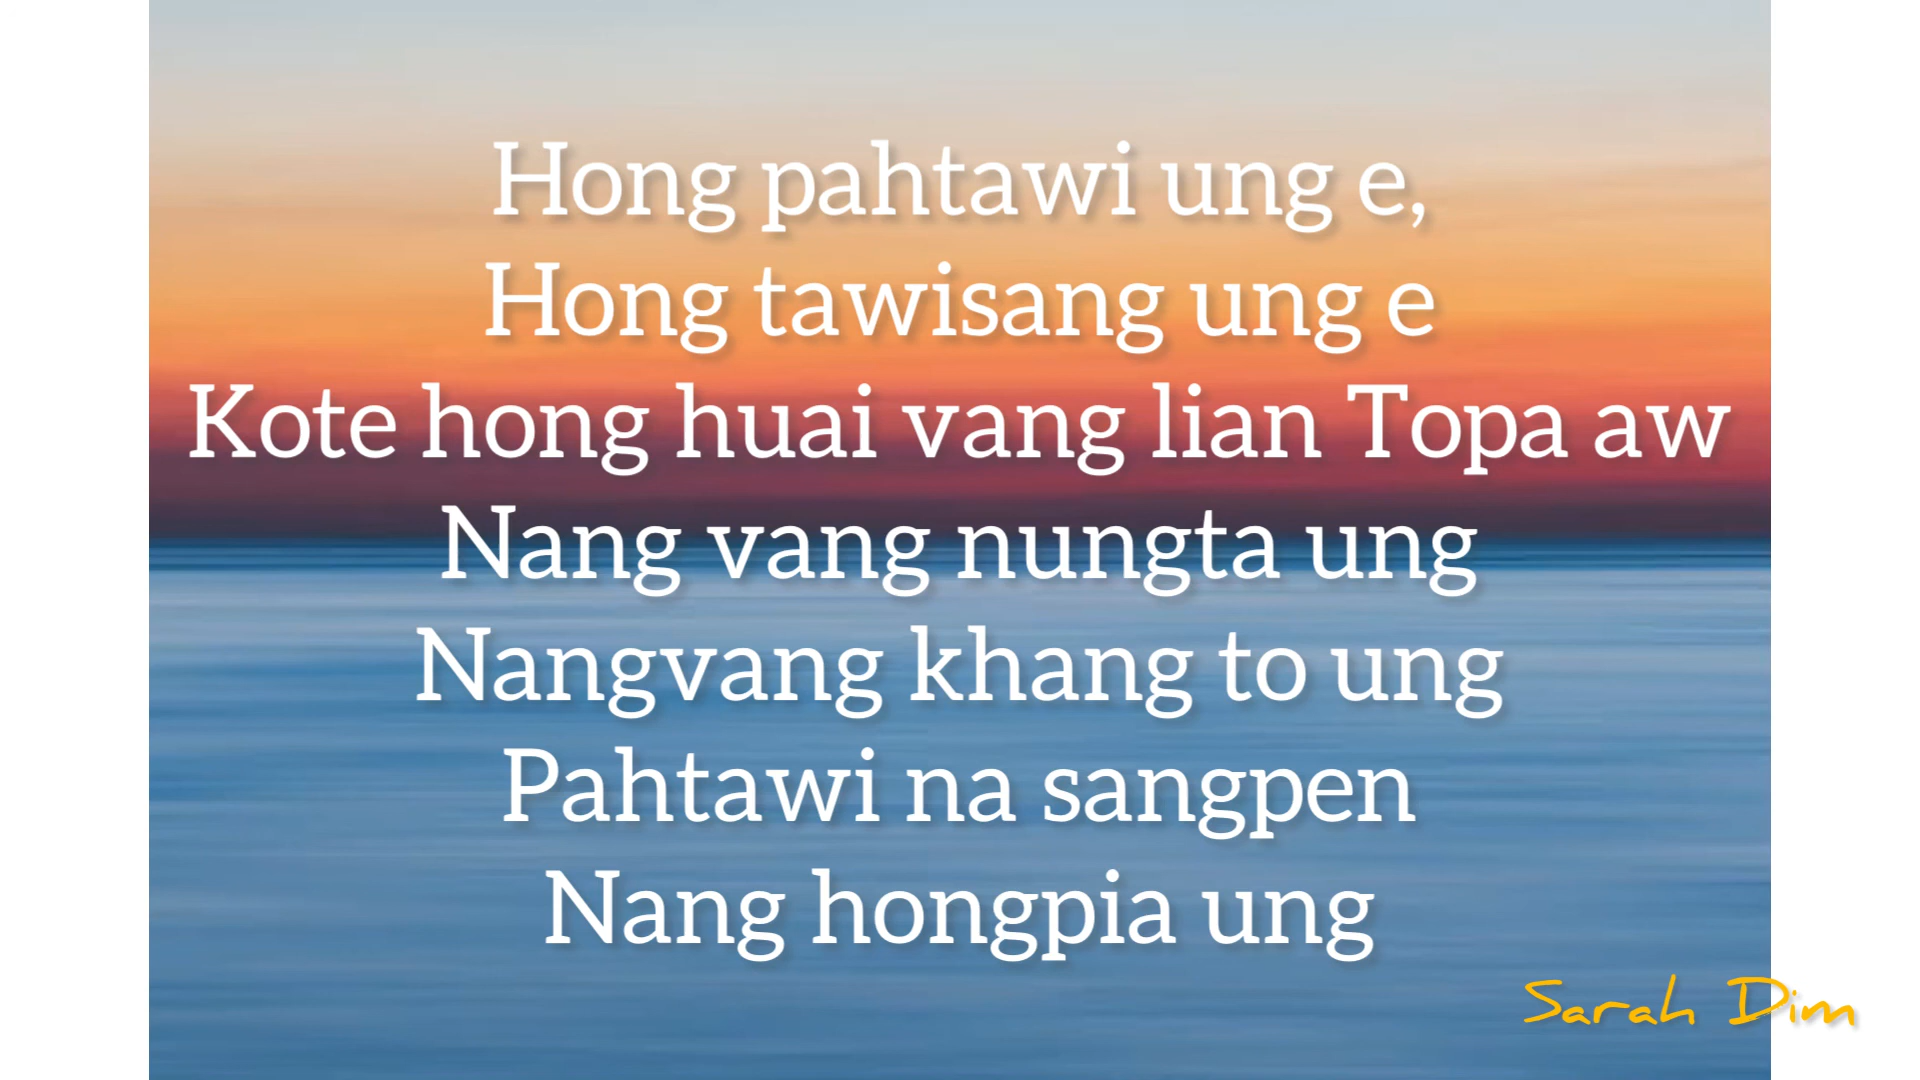 Hong pahtawi ung e,
Hong tawisang ung e
Kote hong huai vang lian Topa aw
Nang vang nungta ung
Nangvang khang to ung
Pahtawi na sangpen
Nang hongpia ung
Sarah Dim